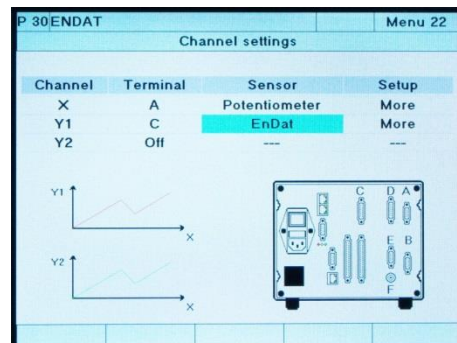 P 30 ENDAT Menu 22
Channel settings
Channel Terminal Sensor Setup
X A Potentiometer More
Y1 C EnDat More
Y2 Off --- ---
Y1
X
Y2
X
C D A
E B
F